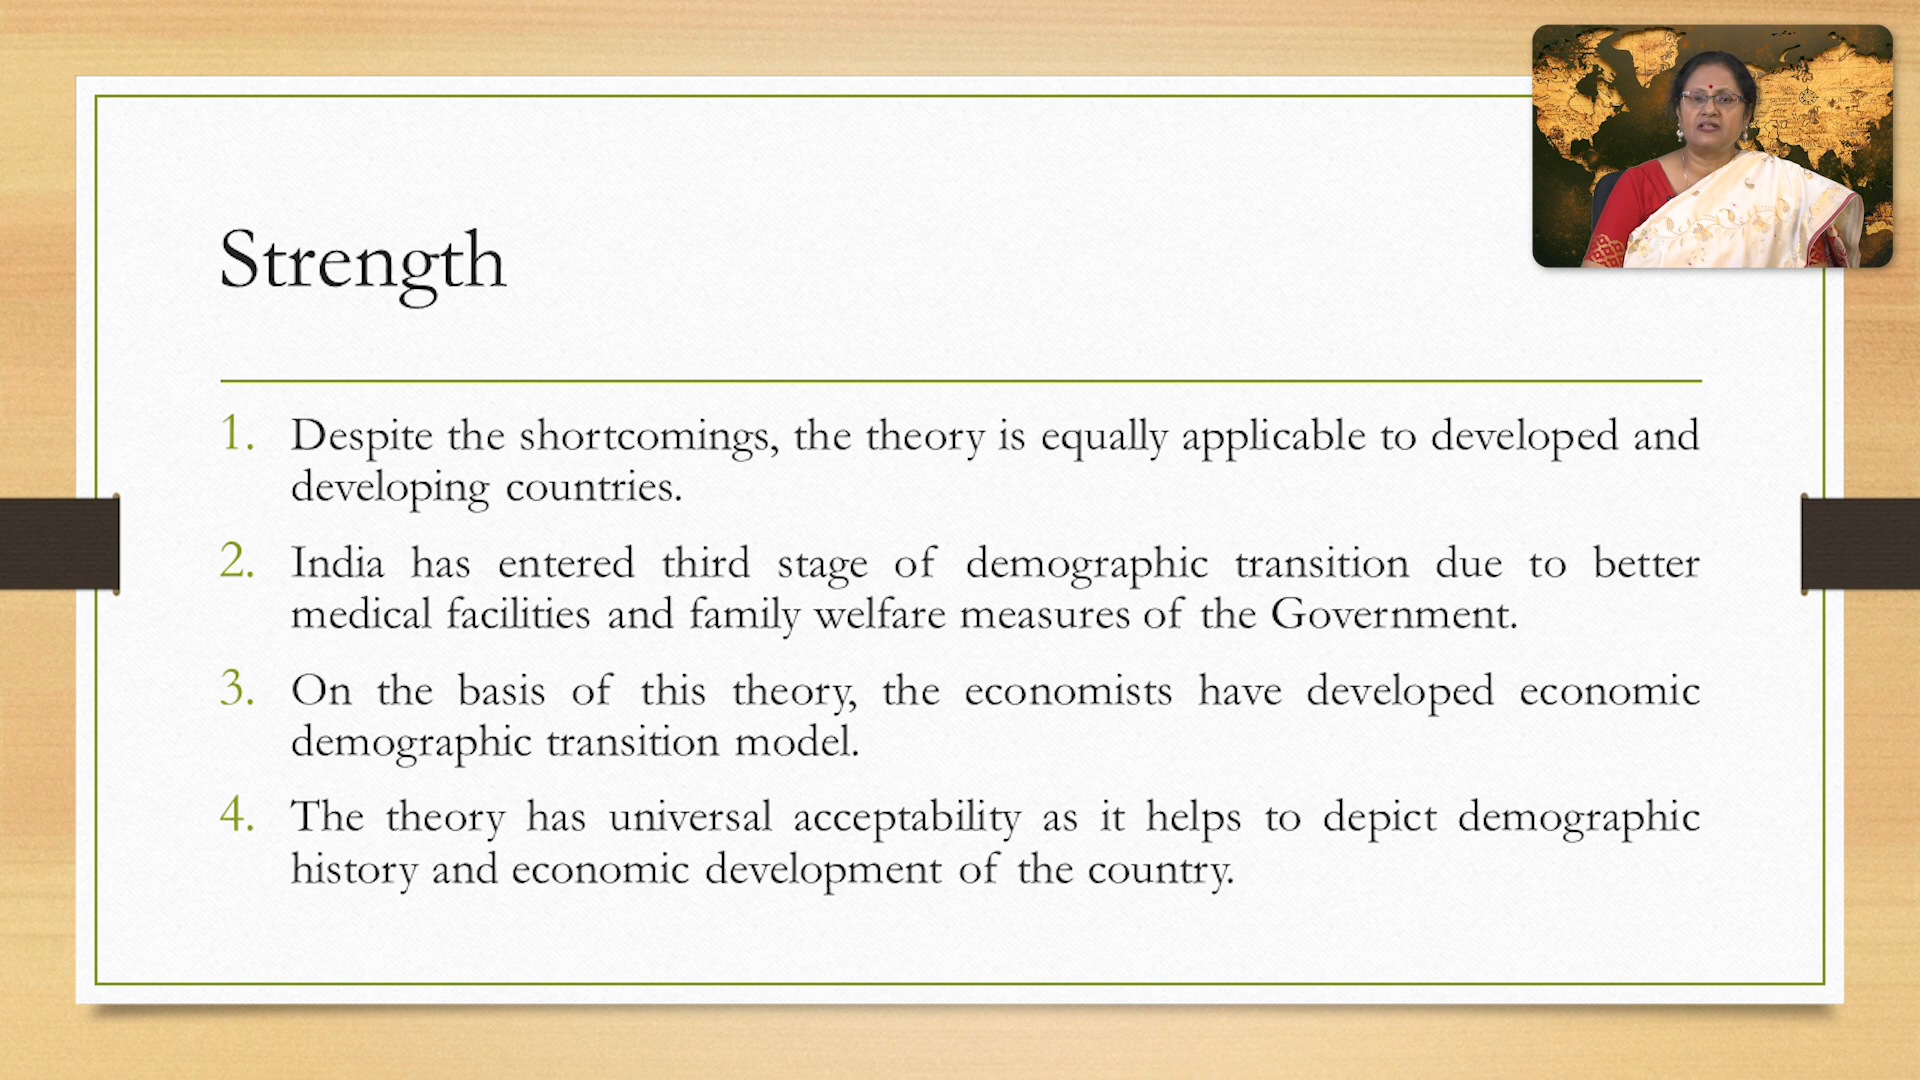 Strength
1. Despite the shortcomings, the theory is equally applicable to developed and
developing countries.
2. India has entered third stage of demographic transition due to better
medical facilities and family welfare measures of the Government.
3. On the basis of this theory, the economists have developed economic
demographic transition model.
4. The theory has universal acceptability as it helps to depict demographic
history and economic development of the country.